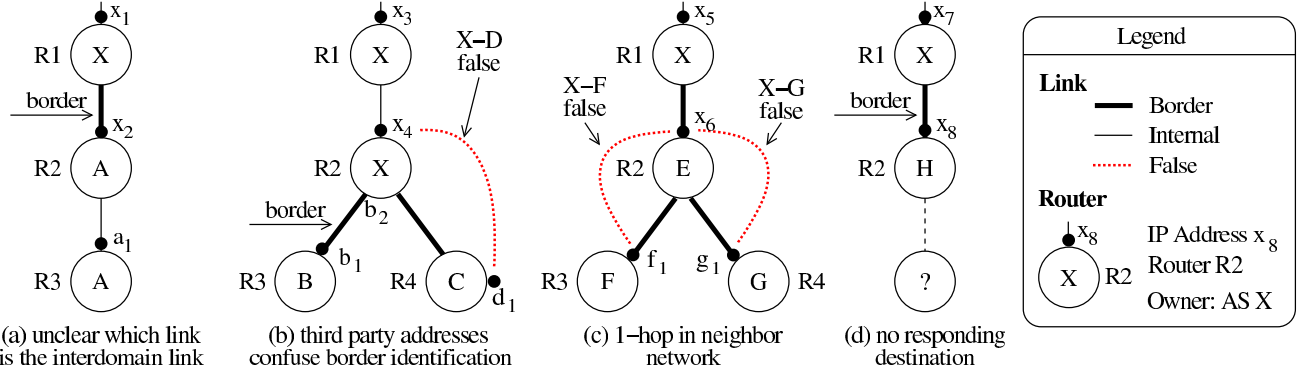 x1
R1
X
border
x2
R2
A
a1
R3
A
(a) unclear which link
is the interdomain link
x3
R1
X
X–D
false
x4
R2
X
border
b2
b1
R3
B
R4
C
d1
(b) third party addresses
confuse border identification
x5
R1
X
X–F
false
X–G
false
x6
R2
E
f1
g1
R3
F
G
R4
(c) 1–hop in neighbor
network
x7
R1
X
border
x8
R2
H
?
(d) no responding
destination
Legend
Link
Border
Internal
False
Router
x8
X
R2
IP Address x8
Router R2
Owner: AS X